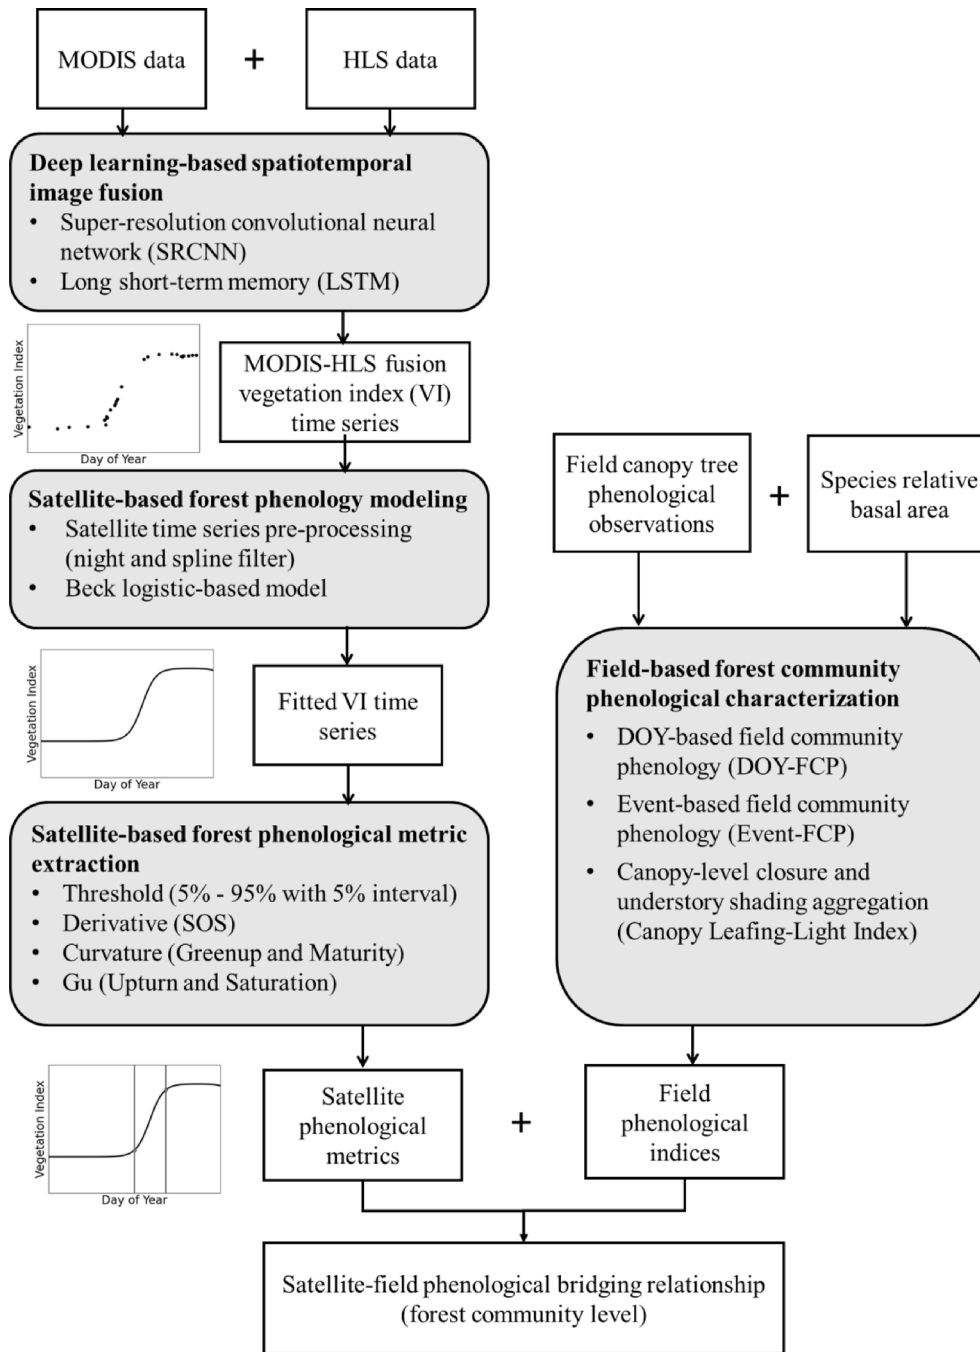 MODIS data
+
HLS data
Deep learning-based spatiotemporal
image fusion
• Super-resolution convolutional neural
network (SRCNN)
• Long short-term memory (LSTM)
Vegetation Index
Day of Year
MODIS-HLS fusion
vegetation index (VI)
time series
Satellite-based forest phenology modeling
• Satellite time series pre-processing
(night and spline filter)
• Beck logistic-based model
Vegetation Index
Day of Year
Fitted VI time
series
Satellite-based forest phenological metric
extraction
• Threshold (5% - 95% with 5% interval)
• Derivative (SOS)
• Curvature (Greenup and Maturity)
• Gu (Upturn and Saturation)
Vegetation Index
Day of Year
Satellite
phenological
metrics
Field canopy tree
phenological
observations
+
Species relative
basal area
Field-based forest community
phenological characterization
• DOY-based field community
phenology (DOY-FCP)
• Event-based field community
phenology (Event-FCP)
• Canopy-level closure and
understory shading aggregation
(Canopy Leafing-Light Index)
+
Field
phenological
indices
Satellite-field phenological bridging relationship
(forest community level)